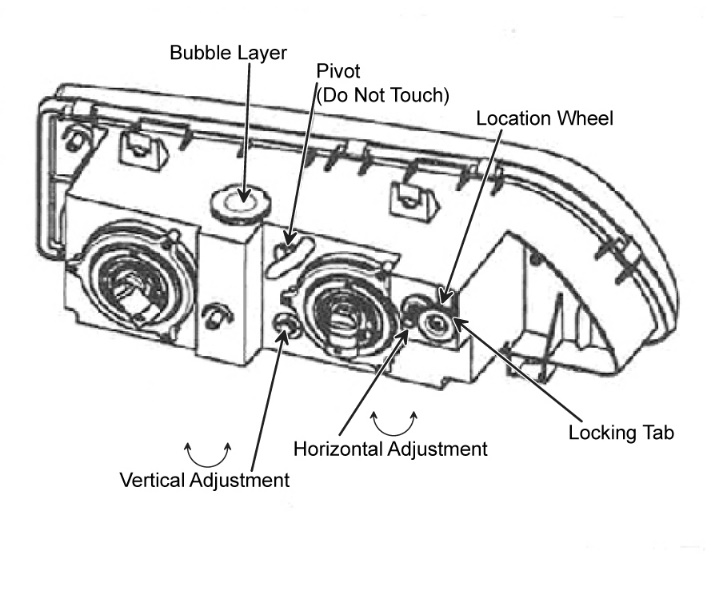 Bubble Layer
Pivot
(Do Not Touch)
Location Wheel
Locking Tab
Horizontal Adjustment
Vertical Adjustment